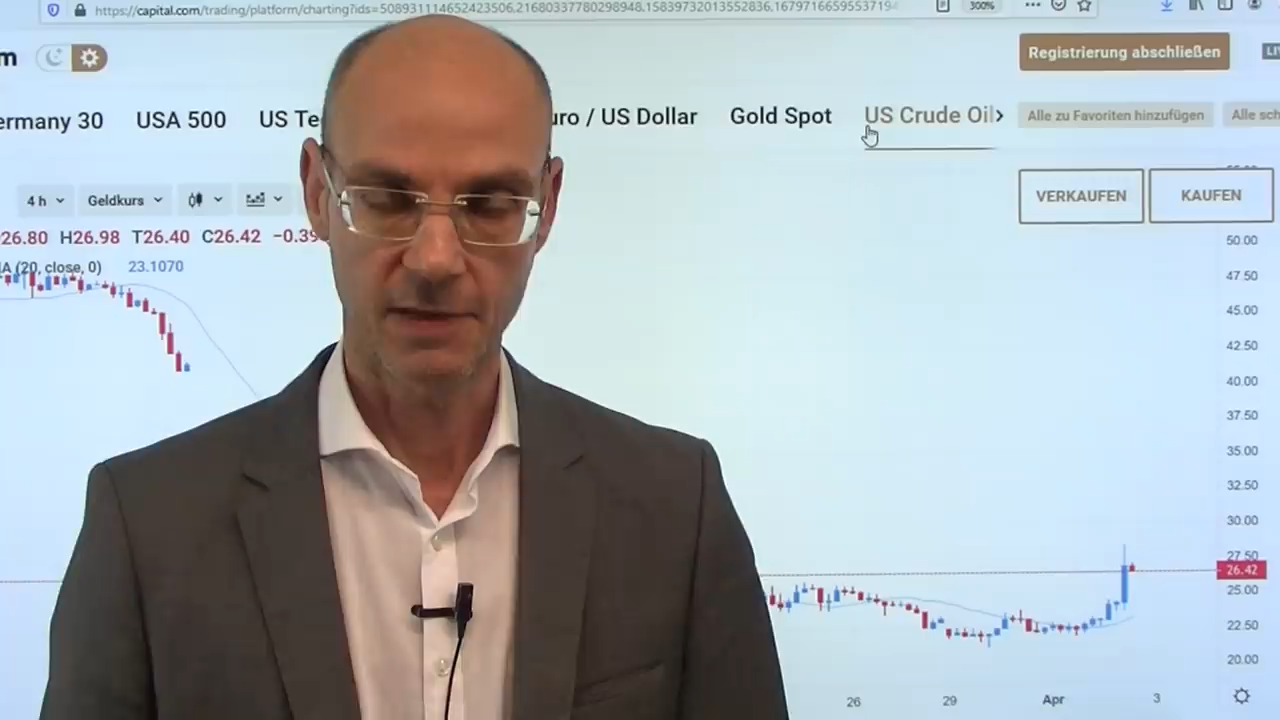 https://capital.com/trading/platform/charting?ids=508931114652423506,21680337780298948,15839732013552836,16797166595537194
300%
m
Registrierung abschließen
LI
ermany 30 USA 500 US Te uro / US Dollar Gold Spot US Crude Oil
Alle zu Favoriten hinzufügen
Alle sch
4 h Geldkurs
VERKAUFEN KAUFEN
26.80 H26.98 T26.40 C26.42 −0.39
A (20, close, 0) 23.1070
50.00
47.50
45.00
42.50
40.00
37.50
35.00
32.50
30.00
27.50
26.42
25.00
22.50
20.00
26 29 Apr 3